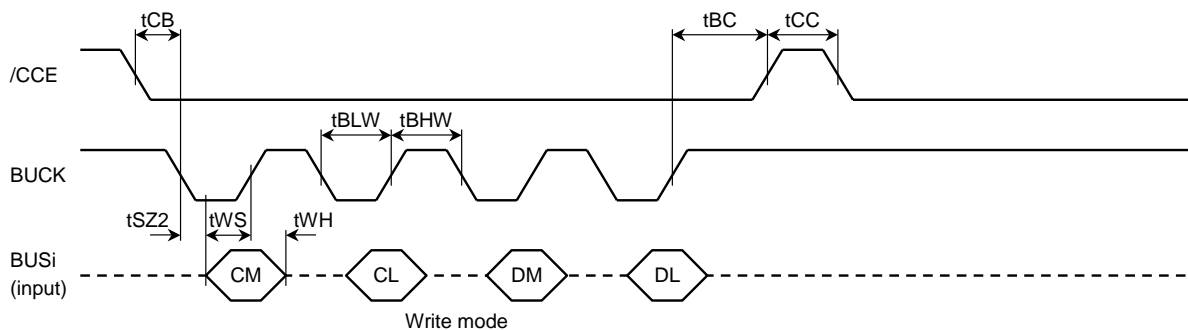 tCB
tBC
tCC
/CCE
tBLW
tBHW
BUCK
tSZ2
tWS
tWH
BUSi
(input)
CM
CL
DM
DL
Write mode